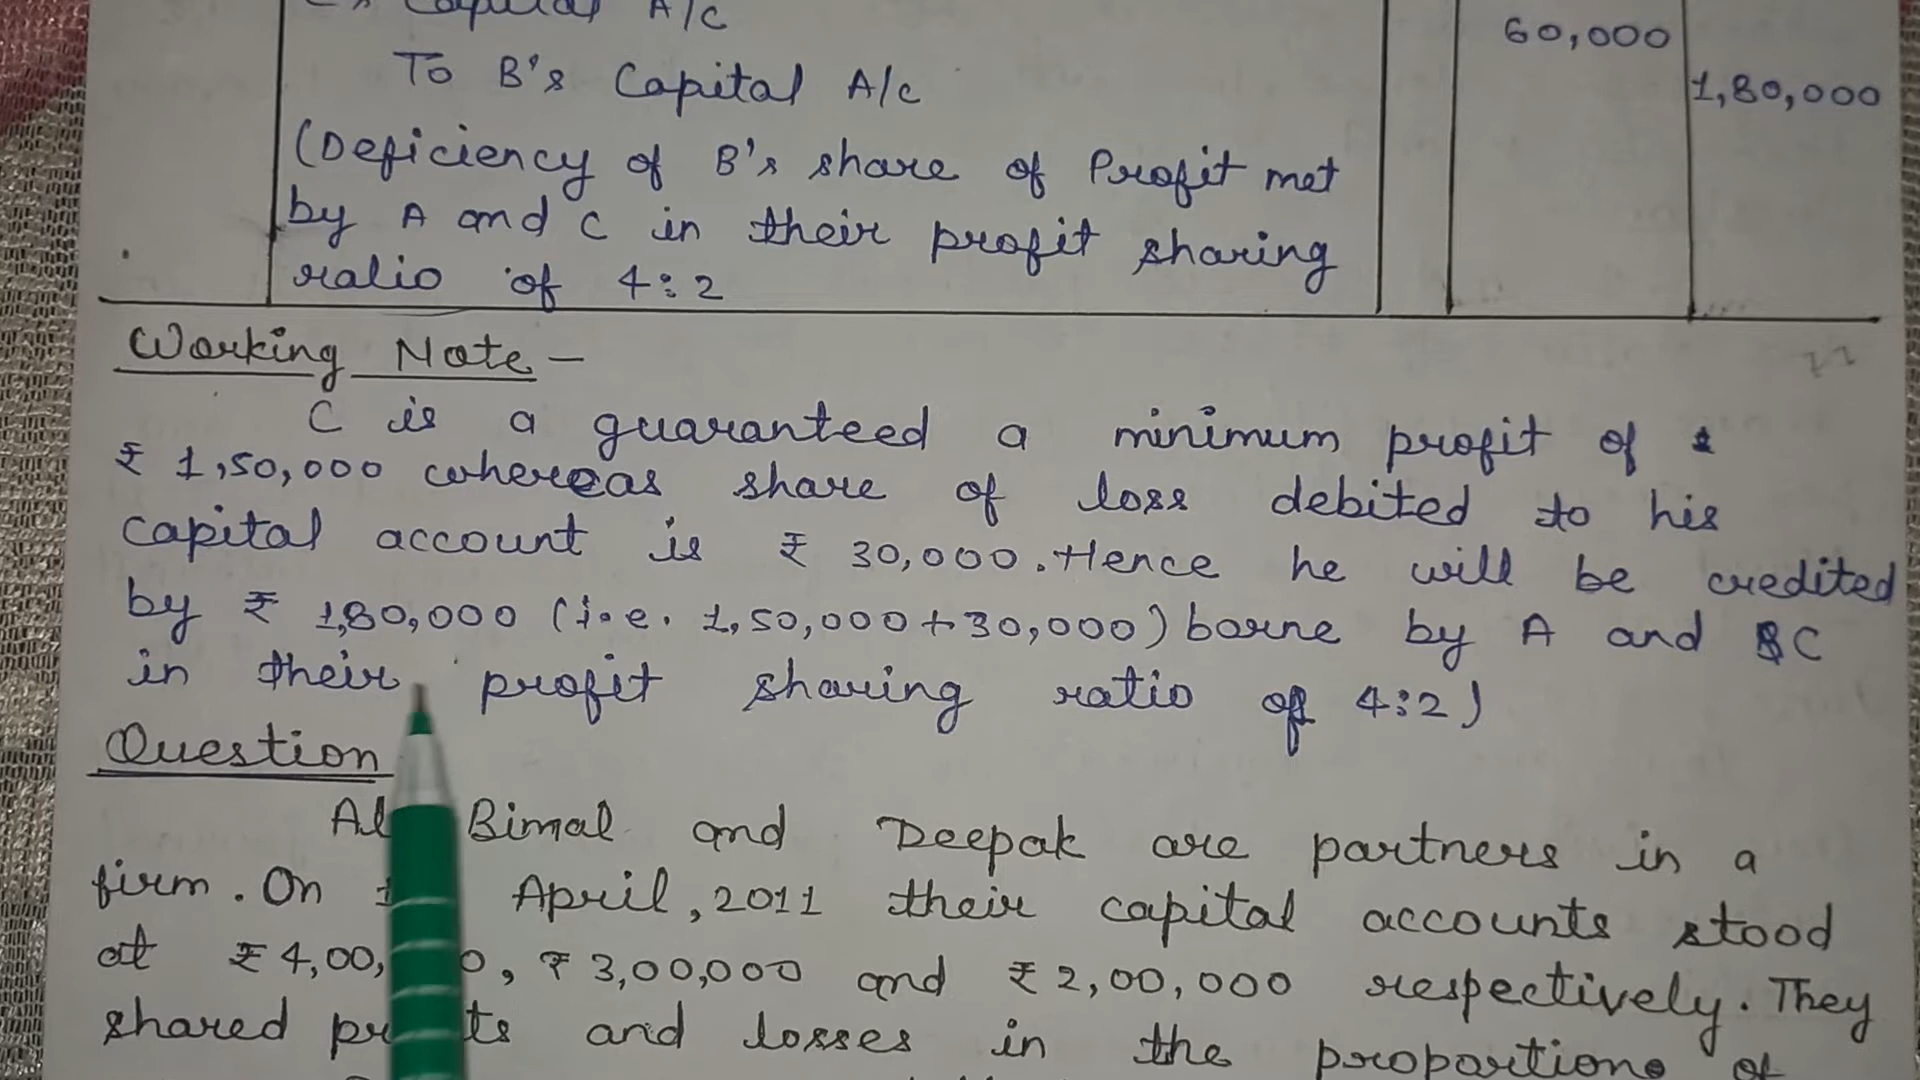 Capital A/c
60,000
To B's Capital A/c
1,80,000
(Deficiency of B's share of Profit met
by A and C in their profit sharing
ratio of 4:2
Working Note -
C is a guaranteed a minimum profit of
₹ 1,50,000 whereas share of loss debited to his
capital account is ₹ 30,000. Hence he will be credited
by ₹ 1,80,000 (i.e. 1,50,000 + 30,000) borne by A and C
in their profit sharing ratio of 4:2)
Question
Bimal and Deepak are partners in a
firm. On April, 2011 their capital accounts stood
at ₹ 3,00,000 and ₹ 2,00,000 respectively. They
shared and losses in the proportions of